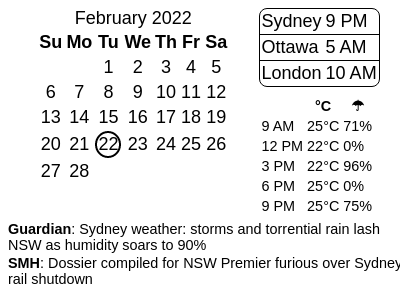 February 2022
Su Mo Tu We Th Fr Sa
1 2 3 4 5
6 7 8 9 10 11 12
13 14 15 16 17 18 19
20 21 22 23 24 25 26
27 28
Sydney 9 PM
Ottawa 5 AM
London 10 AM
°C ☂
9 AM 25°C 71%
12 PM 22°C 0%
3 PM 22°C 96%
6 PM 25°C 0%
9 PM 25°C 75%
Guardian: Sydney weather: storms and torrential rain lash
NSW as humidity soars to 90%
SMH: Dossier compiled for NSW Premier furious over Sydney
rail shutdown